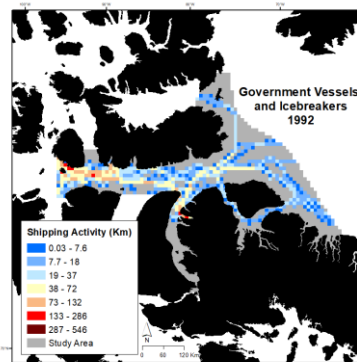 Government Vessels
and Icebreakers
1992
Shipping Activity (Km)
0.03 - 7.6
7.7 - 18
19 - 37
38 - 72
73 - 132
133 - 286
287 - 546
Study Area
N
0
60
120 Km